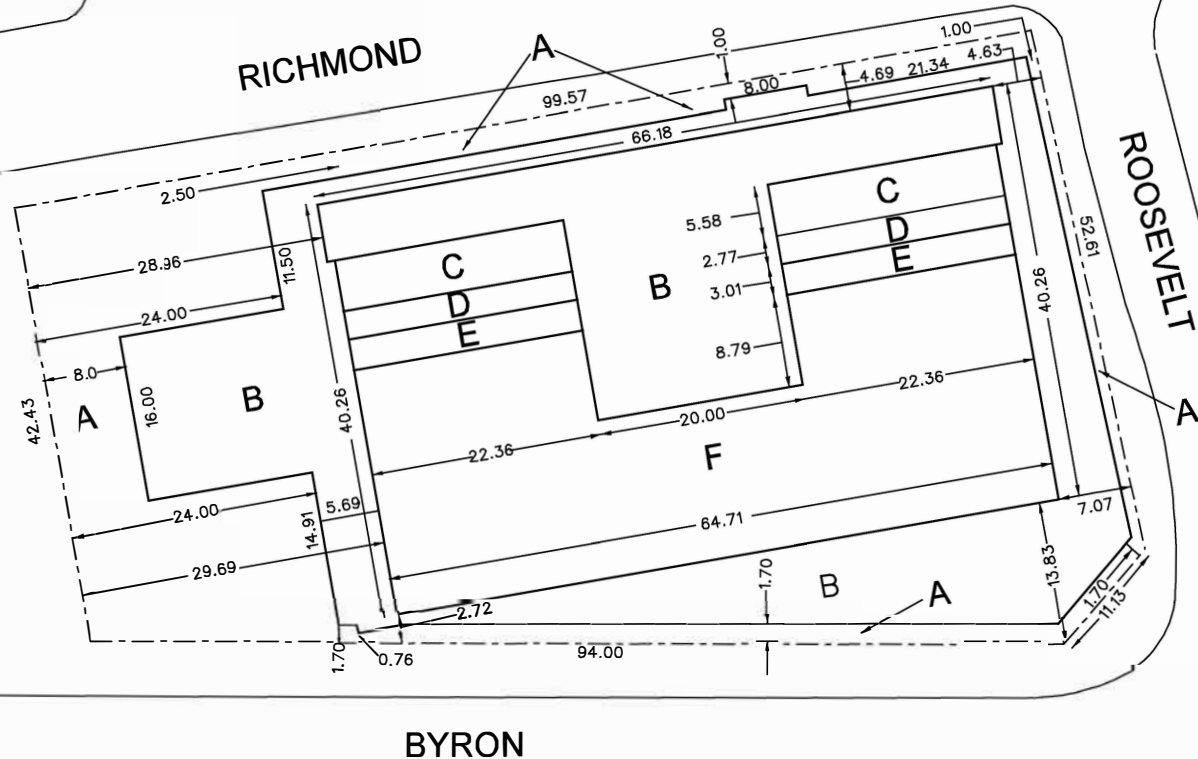 RICHMOND
A
1.00
1.00
4.63
4.69
21.34
8.00
99.57
66.18
2.50
ROOSEVELT
C
5.58
52.61
D
28.96
11.50
C
B
2.77
E
3.01
40.26
D
24.00
E
8.79
8.0
22.36
A
16.00
B
40.26
20.00
A
42.43
22.36
F
24.00
5.69
14.91
64.71
7.07
29.69
1.70
B
13.83
A
1.70
11.13
2.72
1.70
0.76
94.00
BYRON